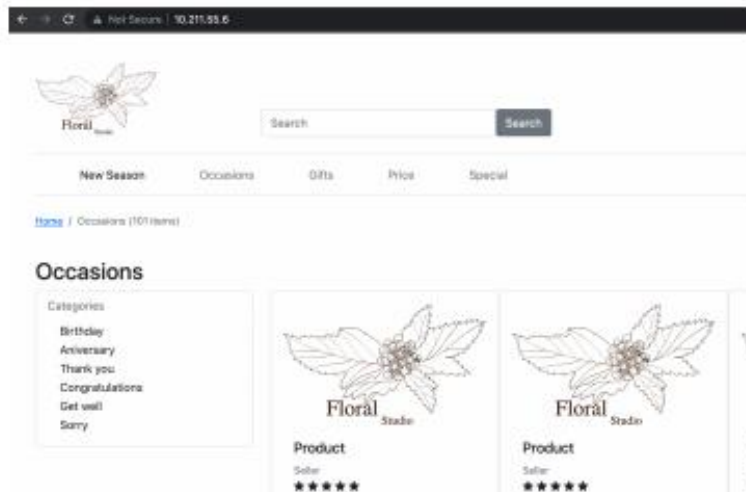 Not Secure 10.211.55.6
Floral
Studio
Search Search
New Season Occasions Gifts Price Special
Home / Occasions (101 items)
Occasions
Categories
Birthday
Aniversary
Thank you
Congratulations
Get well
Sorry
Floral
Studio
Floral
Studio
Product
Product
Seller
Seller